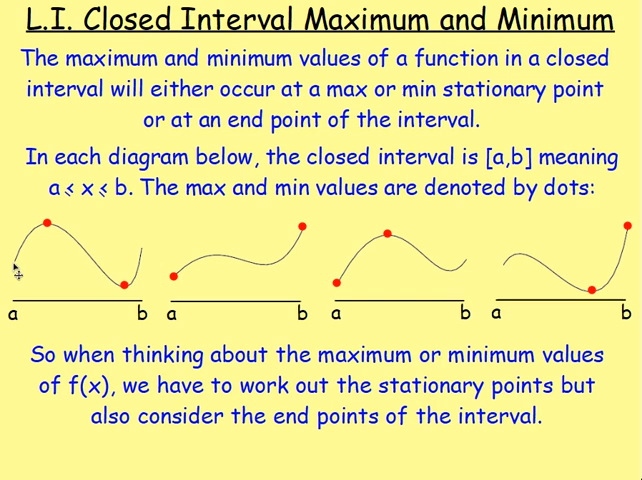 L.I. Closed Interval Maximum and Minimum
The maximum and minimum values of a function in a closed
interval will either occur at a max or min stationary point
or at an end point of the interval.
In each diagram below, the closed interval is [a,b] meaning
a ≤ x ≤ b. The max and min values are denoted by dots:
a b a b a b a b
So when thinking about the maximum or minimum values
of f(x), we have to work out the stationary points but
also consider the end points of the interval.